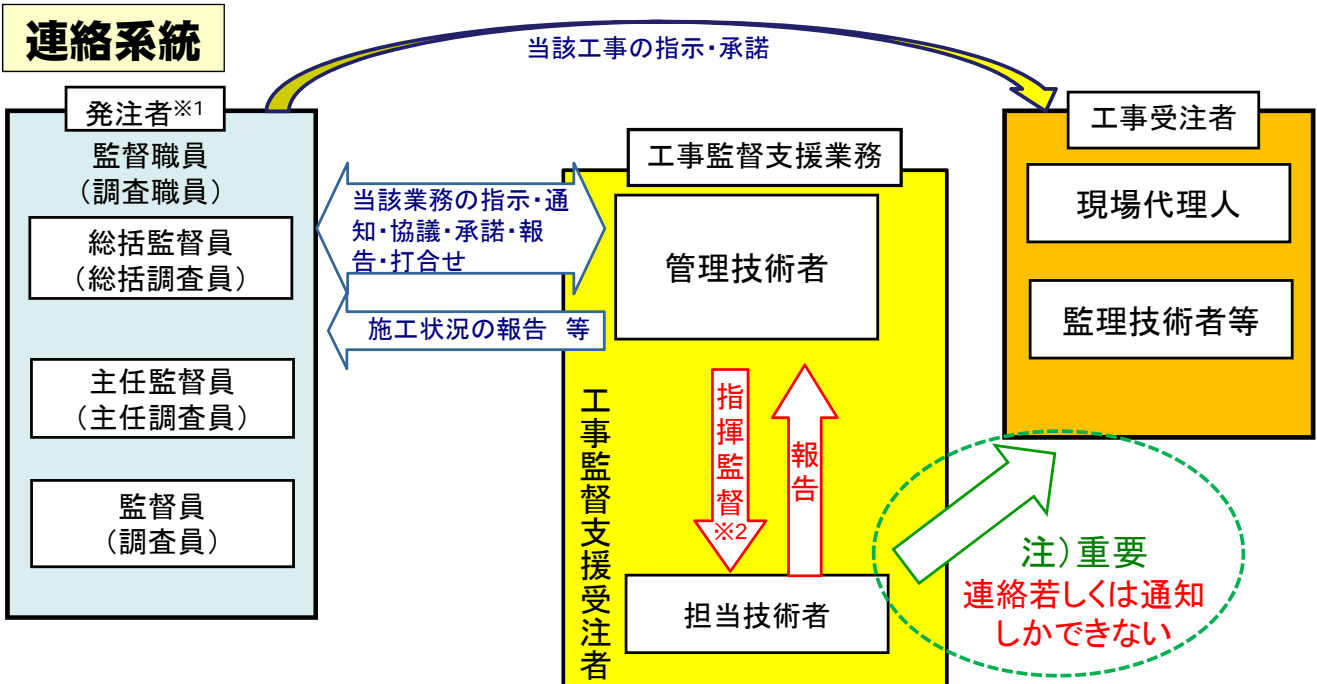 連絡系統
当該工事の指示・承諾
発注者※1
監督職員
(調査職員)
総括監督員
(総括調査員)
主任監督員
(主任調査員)
監督員
(調査員)
当該業務の指示・通
知・協議・承諾・報
告・打合せ
施工状況の報告 等
工事監督支援業務
管理技術者
指揮監督
※2
報告
担当技術者
工事監督支援受注者
工事受注者
現場代理人
監理技術者等
注)重要
連絡若しくは通知
しかできない